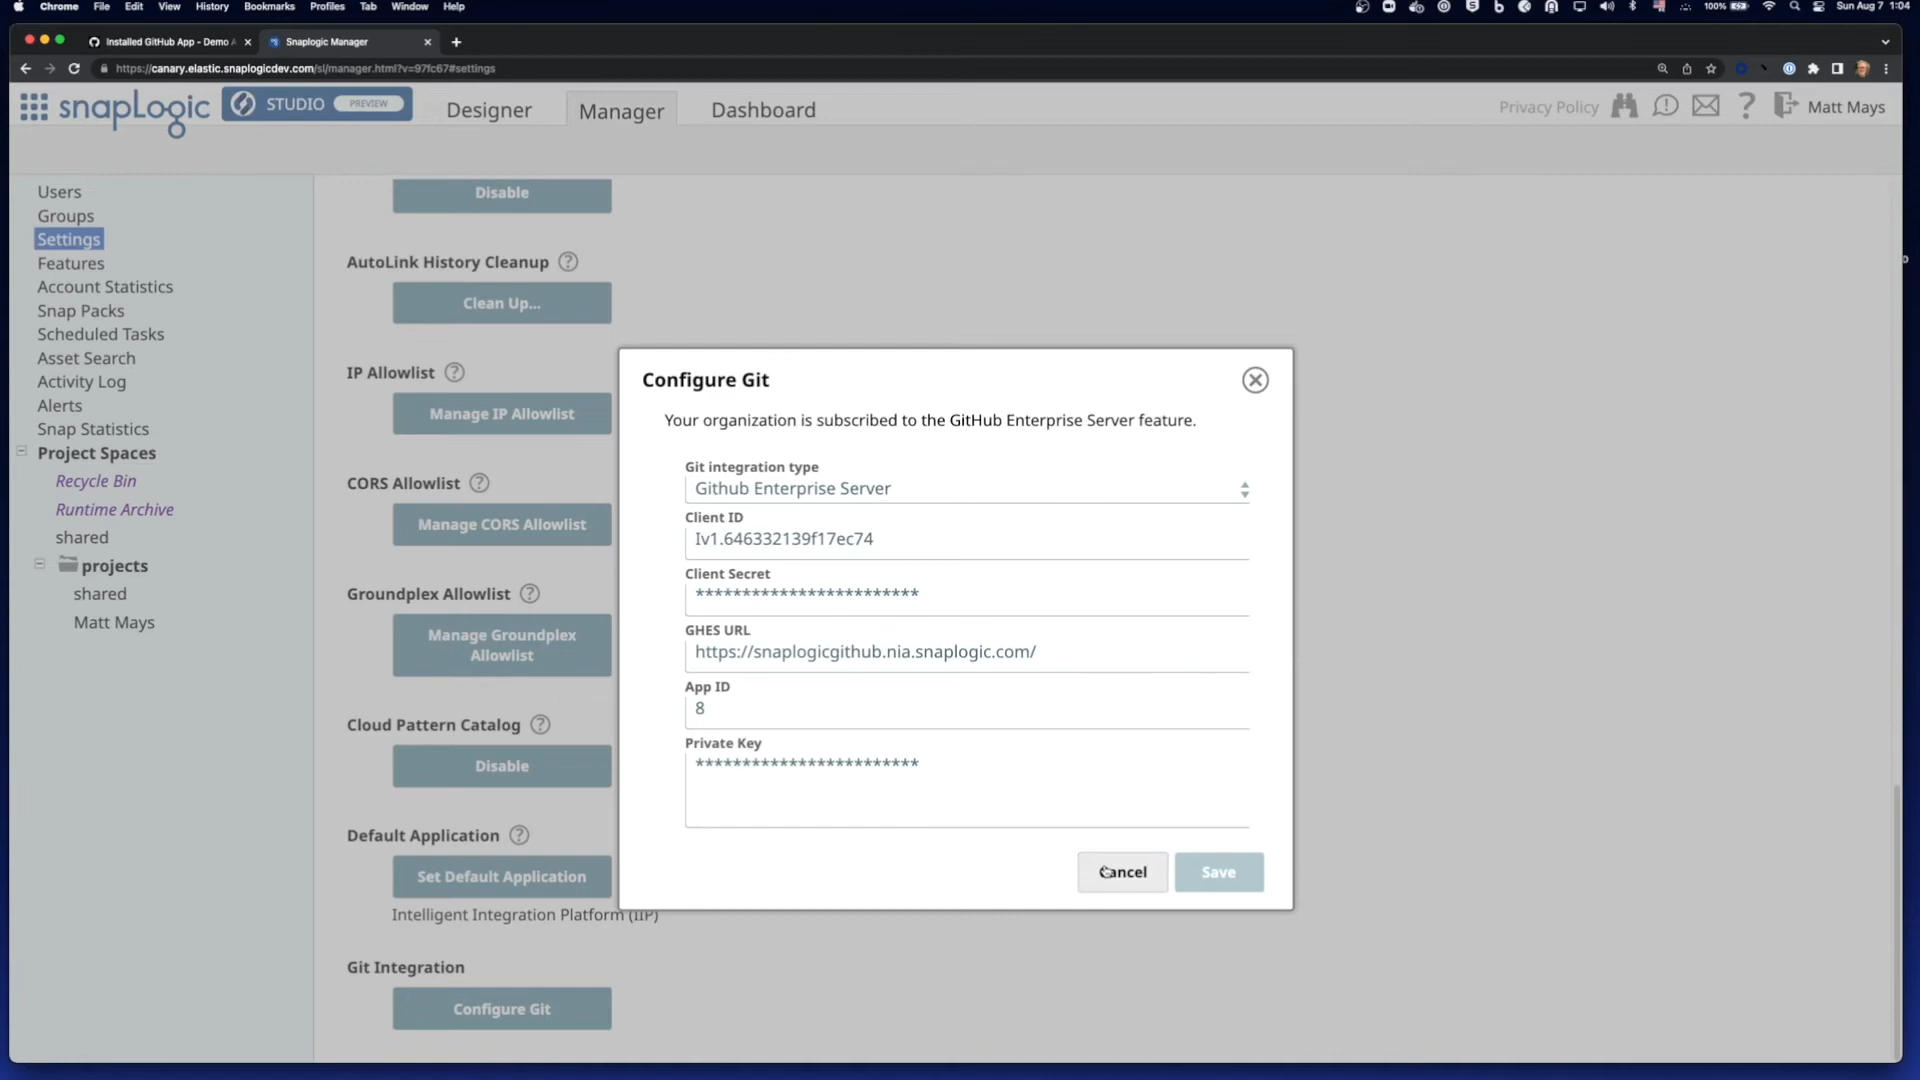 Chrome File Edit View History Bookmarks Profiles Tab Window Help 100% Sun Aug 7 1:04
Installed GitHub App - Demo Snaplogic Manager
https://canary.elastic.snaplogicdev.com/sl/manager.html?v=97fc67#settings
snapLogic STUDIO PREVIEW Designer Manager Dashboard Privacy Policy Matt Mays
Users
Groups
Settings
Features
Account Statistics
Snap Packs
Scheduled Tasks
Asset Search
Activity Log
Alerts
Snap Statistics
Project Spaces
Recycle Bin
Runtime Archive
shared
projects
shared
Matt Mays
Disable
AutoLink History Cleanup ?
Clean Up...
IP Allowlist ?
Manage IP Allowlist
CORS Allowlist ?
Manage CORS Allowlist
Groundplex Allowlist ?
Manage Groundplex
Allowlist
Cloud Pattern Catalog ?
Disable
Default Application ?
Set Default Application
Intelligent Integration Platform (IIP)
Git Integration
Configure Git
Configure Git
Your organization is subscribed to the GitHub Enterprise Server feature.
Git integration type
Github Enterprise Server
Client ID
Iv1.646332139f17ec74
Client Secret
************************
GHES URL
https://snaplogicgithub.nia.snaplogic.com/
App ID
8
Private Key
************************
Cancel Save